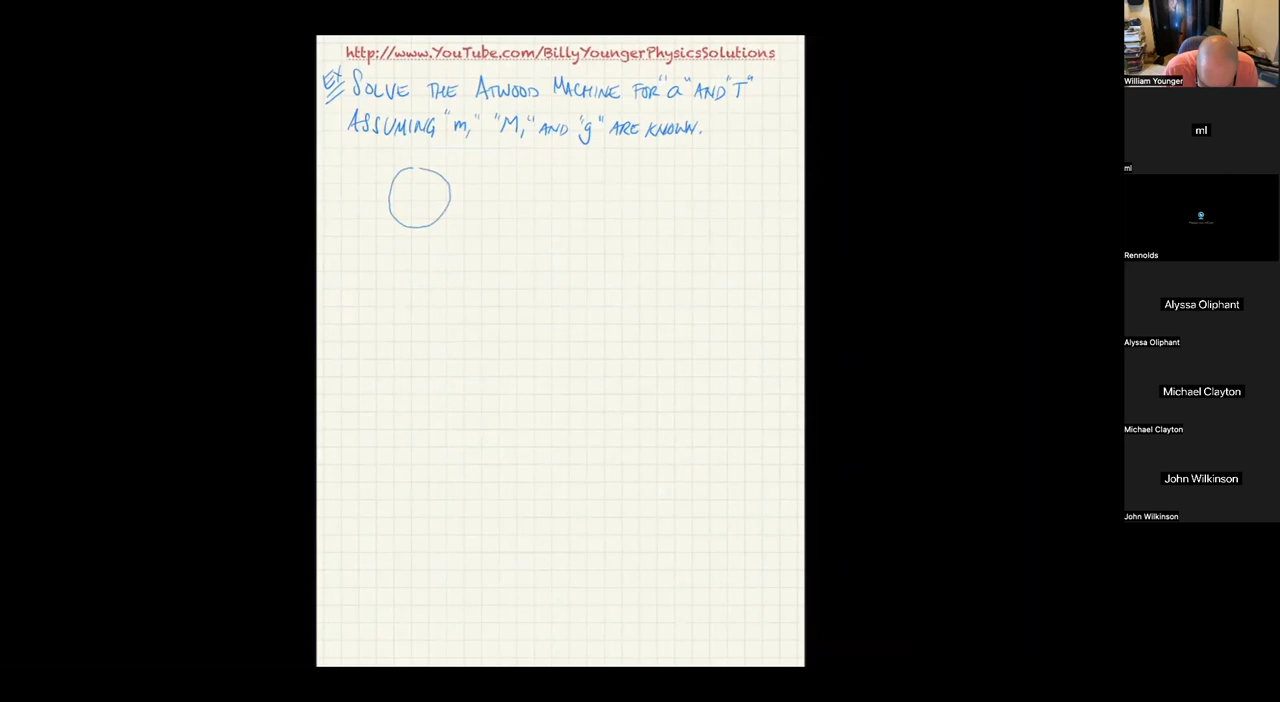 http://www.YouTube.com/BillyYoungerPhysicsSolutions
Ex SOLVE THE ATWOOD MACHINE FOR "a" AND "T"
ASSUMING "m," "M," AND "g" ARE KNOWN.
William Younger
ml
ml
Rennolds
Alyssa Oliphant
Alyssa Oliphant
Michael Clayton
Michael Clayton
John Wilkinson
John Wilkinson